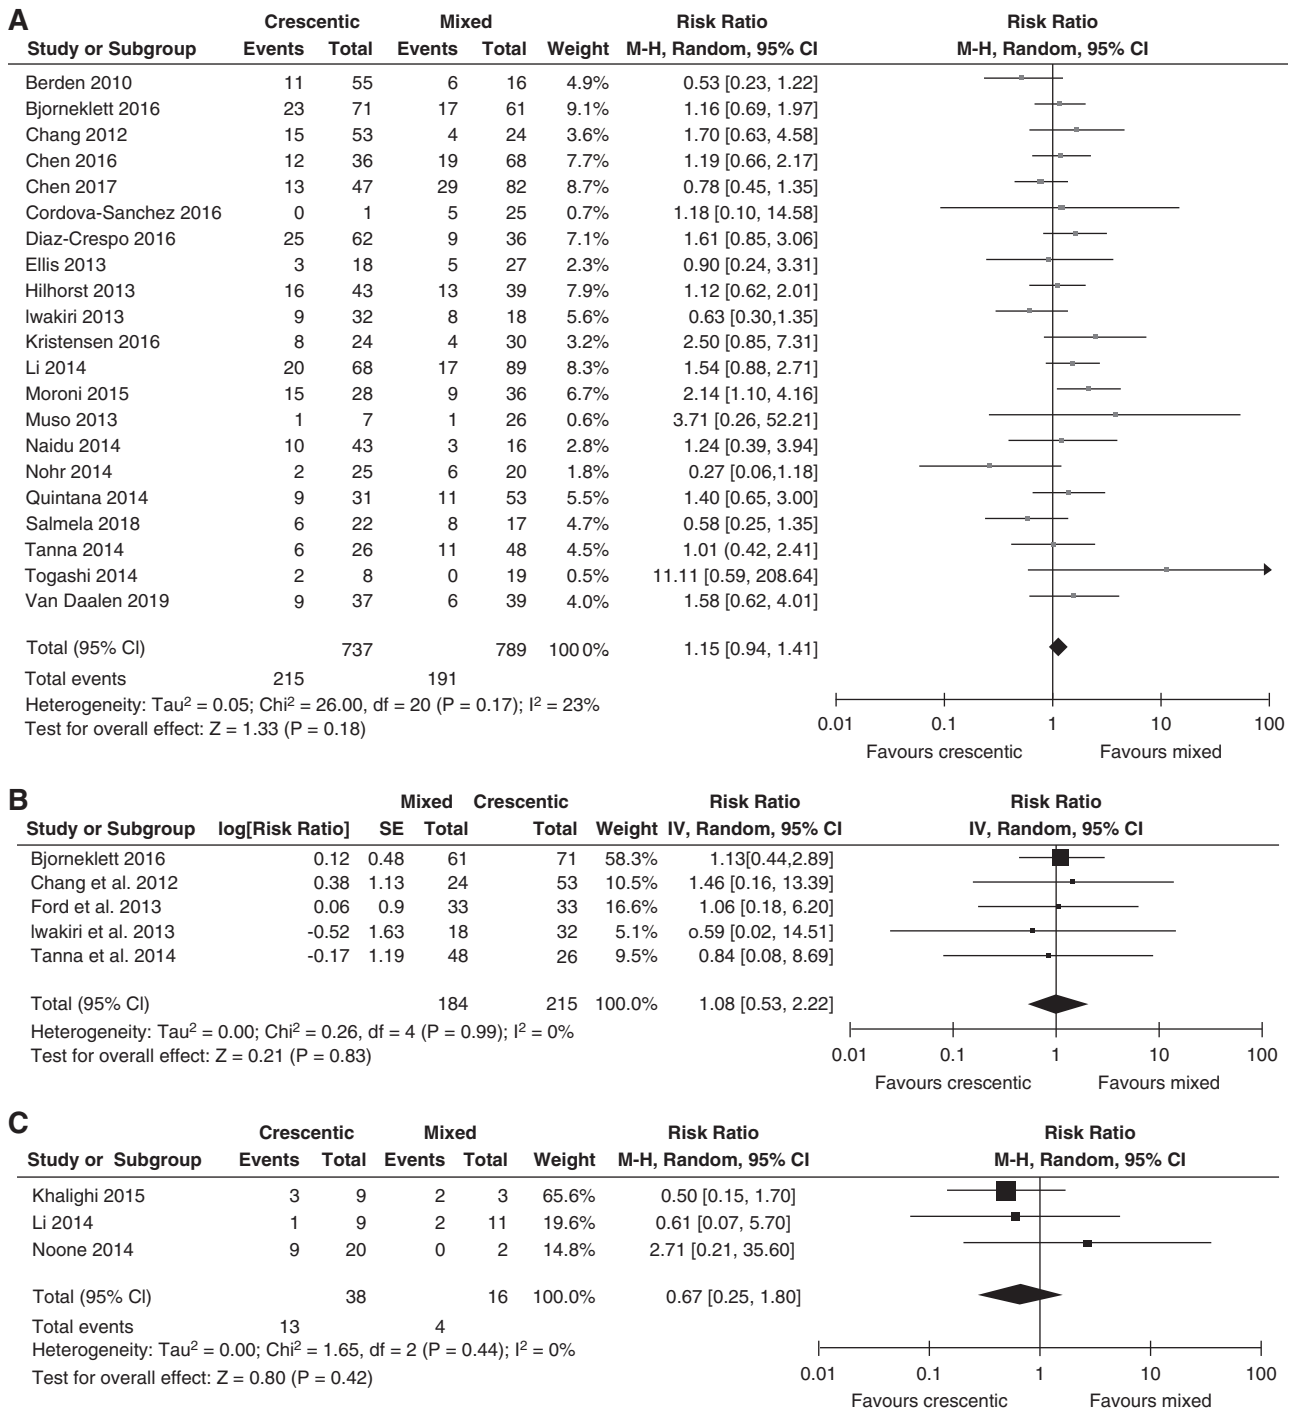 A
Crescentic Mixed Risk Ratio Risk Ratio
Study or Subgroup Events Total Events Total Weight M-H, Random, 95% CI M-H, Random, 95% CI
Berden 2010 11 55 6 16 4.9% 0.53 [0.23, 1.22]
Bjorneklett 2016 23 71 17 61 9.1% 1.16 [0.69, 1.97]
Chang 2012 15 53 4 24 3.6% 1.70 [0.63, 4.58]
Chen 2016 12 36 19 68 7.7% 1.19 [0.66, 2.17]
Chen 2017 13 47 29 82 8.7% 0.78 [0.45, 1.35]
Cordova-Sanchez 2016 0 1 5 25 0.7% 1.18 [0.10, 14.58]
Diaz-Crespo 2016 25 62 9 36 7.1% 1.61 [0.85, 3.06]
Ellis 2013 3 18 5 27 2.3% 0.90 [0.24, 3.31]
Hilhorst 2013 16 43 13 39 7.9% 1.12 [0.62, 2.01]
Iwakiri 2013 9 32 8 18 5.6% 0.63 [0.30,1.35]
Kristensen 2016 8 24 4 30 3.2% 2.50 [0.85, 7.31]
Li 2014 20 68 17 89 8.3% 1.54 [0.88, 2.71]
Moroni 2015 15 28 9 36 6.7% 2.14 [1.10, 4.16]
Muso 2013 1 7 1 26 0.6% 3.71 [0.26, 52.21]
Naidu 2014 10 43 3 16 2.8% 1.24 [0.39, 3.94]
Nohr 2014 2 25 6 20 1.8% 0.27 [0.06,1.18]
Quintana 2014 9 31 11 53 5.5% 1.40 [0.65, 3.00]
Salmela 2018 6 22 8 17 4.7% 0.58 [0.25, 1.35]
Tanna 2014 6 26 11 48 4.5% 1.01 (0.42, 2.41]
Togashi 2014 2 8 0 19 0.5% 11.11 [0.59, 208.64]
Van Daalen 2019 9 37 6 39 4.0% 1.58 [0.62, 4.01]
Total (95% CI) 737 789 100 0% 1.15 [0.94, 1.41]
Total events 215 191
Heterogeneity: Tau² = 0.05; Chi² = 26.00, df = 20 (P = 0.17); I² = 23%
Test for overall effect: Z = 1.33 (P = 0.18)
0.01 0.1 1 10 100
Favours crescentic Favours mixed
B
Mixed Crescentic Risk Ratio Risk Ratio
Study or Subgroup log[Risk Ratio] SE Total Total Weight IV, Random, 95% CI IV, Random, 95% CI
Bjorneklett 2016 0.12 0.48 61 71 58.3% 1.13[0.44,2.89]
Chang et al. 2012 0.38 1.13 24 53 10.5% 1.46 [0.16, 13.39]
Ford et al. 2013 0.06 0.9 33 33 16.6% 1.06 [0.18, 6.20]
Iwakiri et al. 2013 -0.52 1.63 18 32 5.1% o.59 [0.02, 14.51]
Tanna et al. 2014 -0.17 1.19 48 26 9.5% 0.84 [0.08, 8.69]
Total (95% CI) 184 215 100.0% 1.08 [0.53, 2.22]
Heterogeneity: Tau² = 0.00; Chi² = 0.26, df = 4 (P = 0.99); I² = 0%
Test for overall effect: Z = 0.21 (P = 0.83)
0.01 0.1 1 10 100
Favours crescentic Favours mixed
C
Crescentic Mixed Risk Ratio Risk Ratio
Study or Subgroup Events Total Events Total Weight M-H, Random, 95% CI M-H, Random, 95% CI
Khalighi 2015 3 9 2 3 65.6% 0.50 [0.15, 1.70]
Li 2014 1 9 2 11 19.6% 0.61 [0.07, 5.70]
Noone 2014 9 20 0 2 14.8% 2.71 [0.21, 35.60]
Total (95% CI) 38 16 100.0% 0.67 [0.25, 1.80]
Total events 13 4
Heterogeneity: Tau² = 0.00; Chi² = 1.65, df = 2 (P = 0.44); I² = 0%
Test for overall effect: Z = 0.80 (P = 0.42)
0.01 0.1 1 10 100
Favours crescentic Favours mixed